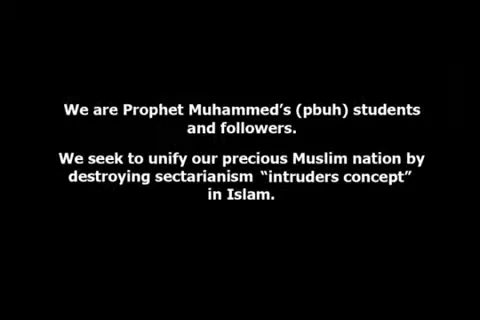 We are Prophet Muhammed's (pbuh) students
and followers.
We seek to unify our precious Muslim nation by
destroying sectarianism "intruders concept"
in Islam.